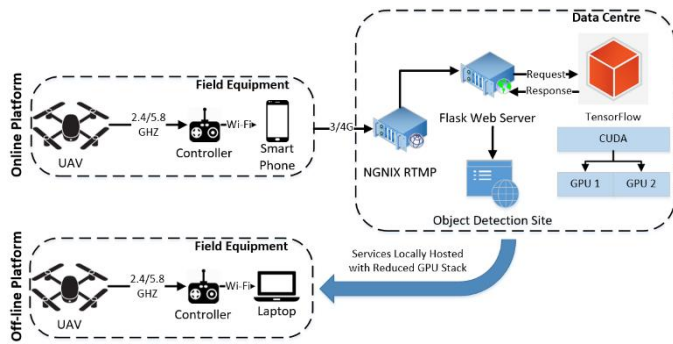 Online Platform
Field Equipment
UAV
2.4/5.8
GHZ
Controller
Wi-Fi
Smart
Phone
3/4G
Data Centre
NGNIX RTMP
Flask Web Server
Request
Response
TensorFlow
CUDA
GPU 1
GPU 2
Object Detection Site
Services Locally Hosted
with Reduced GPU Stack
Off-line Platform
Field Equipment
UAV
2.4/5.8
GHZ
Controller
Wi-Fi
Laptop